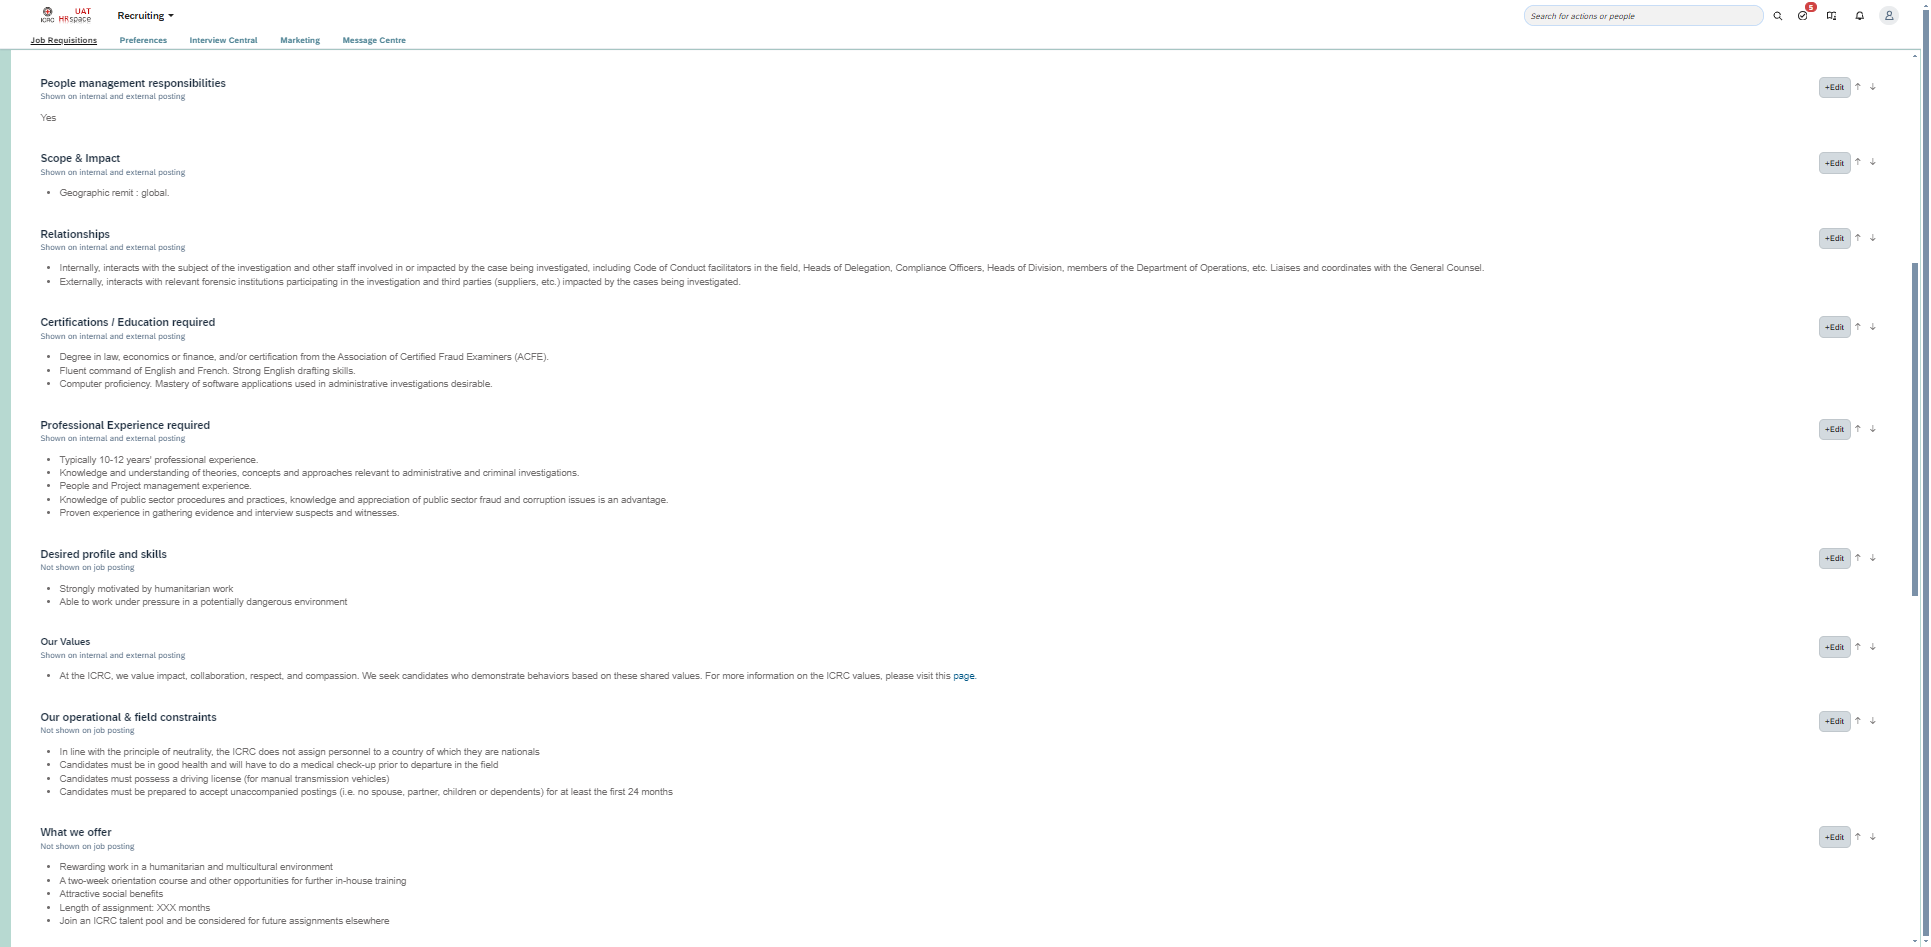 ICRC
UAT
HRspace
Recruiting
Search for actions or people
5
Job Requisitions
Preferences
Interview Central
Marketing
Message Centre
People management responsibilities
+Edit
Shown on internal and external posting
Yes
Scope & Impact
+Edit
Shown on internal and external posting
• Geographic remit : global.
Relationships
+Edit
Shown on internal and external posting
• Internally, interacts with the subject of the investigation and other staff involved in or impacted by the case being investigated, including Code of Conduct facilitators in the field, Heads of Delegation, Compliance Officers, Heads of Division, members of the Department of Operations, etc. Liaises and coordinates with the General Counsel.
• Externally, interacts with relevant forensic institutions participating in the investigation and third parties (suppliers, etc.) impacted by the cases being investigated.
Certifications / Education required
+Edit
Shown on internal and external posting
• Degree in law, economics or finance, and/or certification from the Association of Certified Fraud Examiners (ACFE).
• Fluent command of English and French. Strong English drafting skills.
• Computer proficiency. Mastery of software applications used in administrative investigations desirable.
Professional Experience required
+Edit
Shown on internal and external posting
• Typically 10-12 years' professional experience.
• Knowledge and understanding of theories, concepts and approaches relevant to administrative and criminal investigations.
• People and Project management experience.
• Knowledge of public sector procedures and practices, knowledge and appreciation of public sector fraud and corruption issues is an advantage.
• Proven experience in gathering evidence and interview suspects and witnesses.
Desired profile and skills
+Edit
Not shown on job posting
• Strongly motivated by humanitarian work
• Able to work under pressure in a potentially dangerous environment
Our Values
+Edit
Shown on internal and external posting
• At the ICRC, we value impact, collaboration, respect, and compassion. We seek candidates who demonstrate behaviors based on these shared values. For more information on the ICRC values, please visit this page.
Our operational & field constraints
+Edit
Not shown on job posting
• In line with the principle of neutrality, the ICRC does not assign personnel to a country of which they are nationals
• Candidates must be in good health and will have to do a medical check-up prior to departure in the field
• Candidates must possess a driving license (for manual transmission vehicles)
• Candidates must be prepared to accept unaccompanied postings (i.e. no spouse, partner, children or dependents) for at least the first 24 months
What we offer
+Edit
Not shown on job posting
• Rewarding work in a humanitarian and multicultural environment
• A two-week orientation course and other opportunities for further in-house training
• Attractive social benefits
• Length of assignment: XXX months
• Join an ICRC talent pool and be considered for future assignments elsewhere